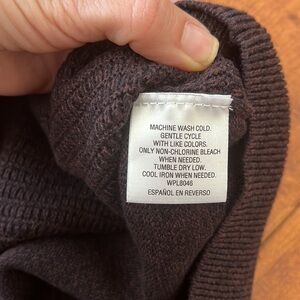 MACHINE WASH COLD.
GENTLE CYCLE
WITH LIKE COLORS.
ONLY NON-CHLORINE BLEACH
WHEN NEEDED.
TUMBLE DRY LOW.
COOL IRON WHEN NEEDED.
WPL8046
ESPAÑOL EN REVERSO